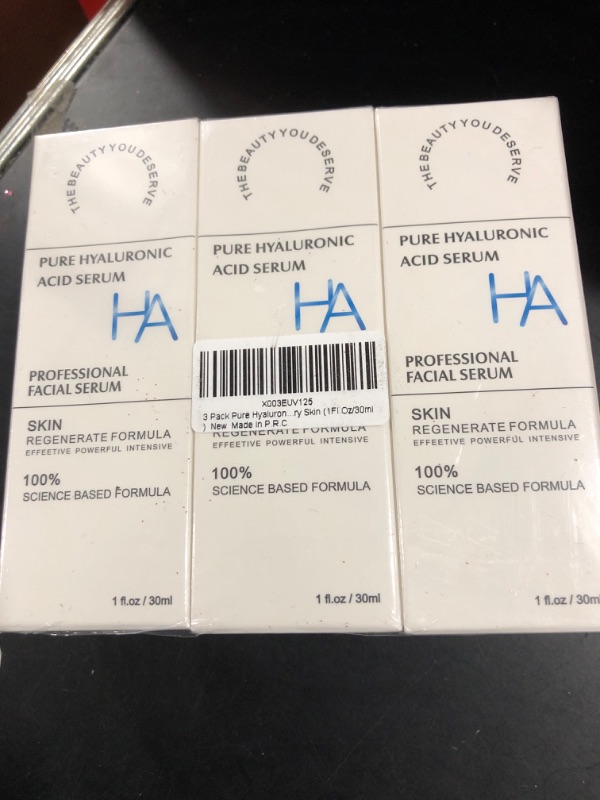 THE BEAUTY YOU DESERVE
PURE HYALURONIC
ACID SERUM
HA
PROFESSIONAL
FACIAL SERUM
SKIN
REGENERATE FORMULA
EFFEETIVE POWERFUL INTENSIVE
100%
SCIENCE BASED FORMULA
1 fl.oz / 30ml
THE BEAUTY YOU DESERVE
PURE HYALURONIC
ACID SERUM
HA
X003EUV125
3 Pack Pure Hyaluron...ry Skin (1Fl Oz/30ml
) New Made in P.R.C
REGENERATE FORMULA
EFFEETIVE POWERFUL INTENSIVE
100%
SCIENCE BASED FORMULA
1 fl.oz / 30ml
THE BEAUTY YOU DESERVE
PURE HYALURONIC
ACID SERUM
HA
PROFESSIONAL
FACIAL SERUM
SKIN
REGENERATE FORMULA
EFFEETIVE POWERFUL INTENSIVE
100%
SCIENCE BASED FORMULA
1 fl.oz / 30ml